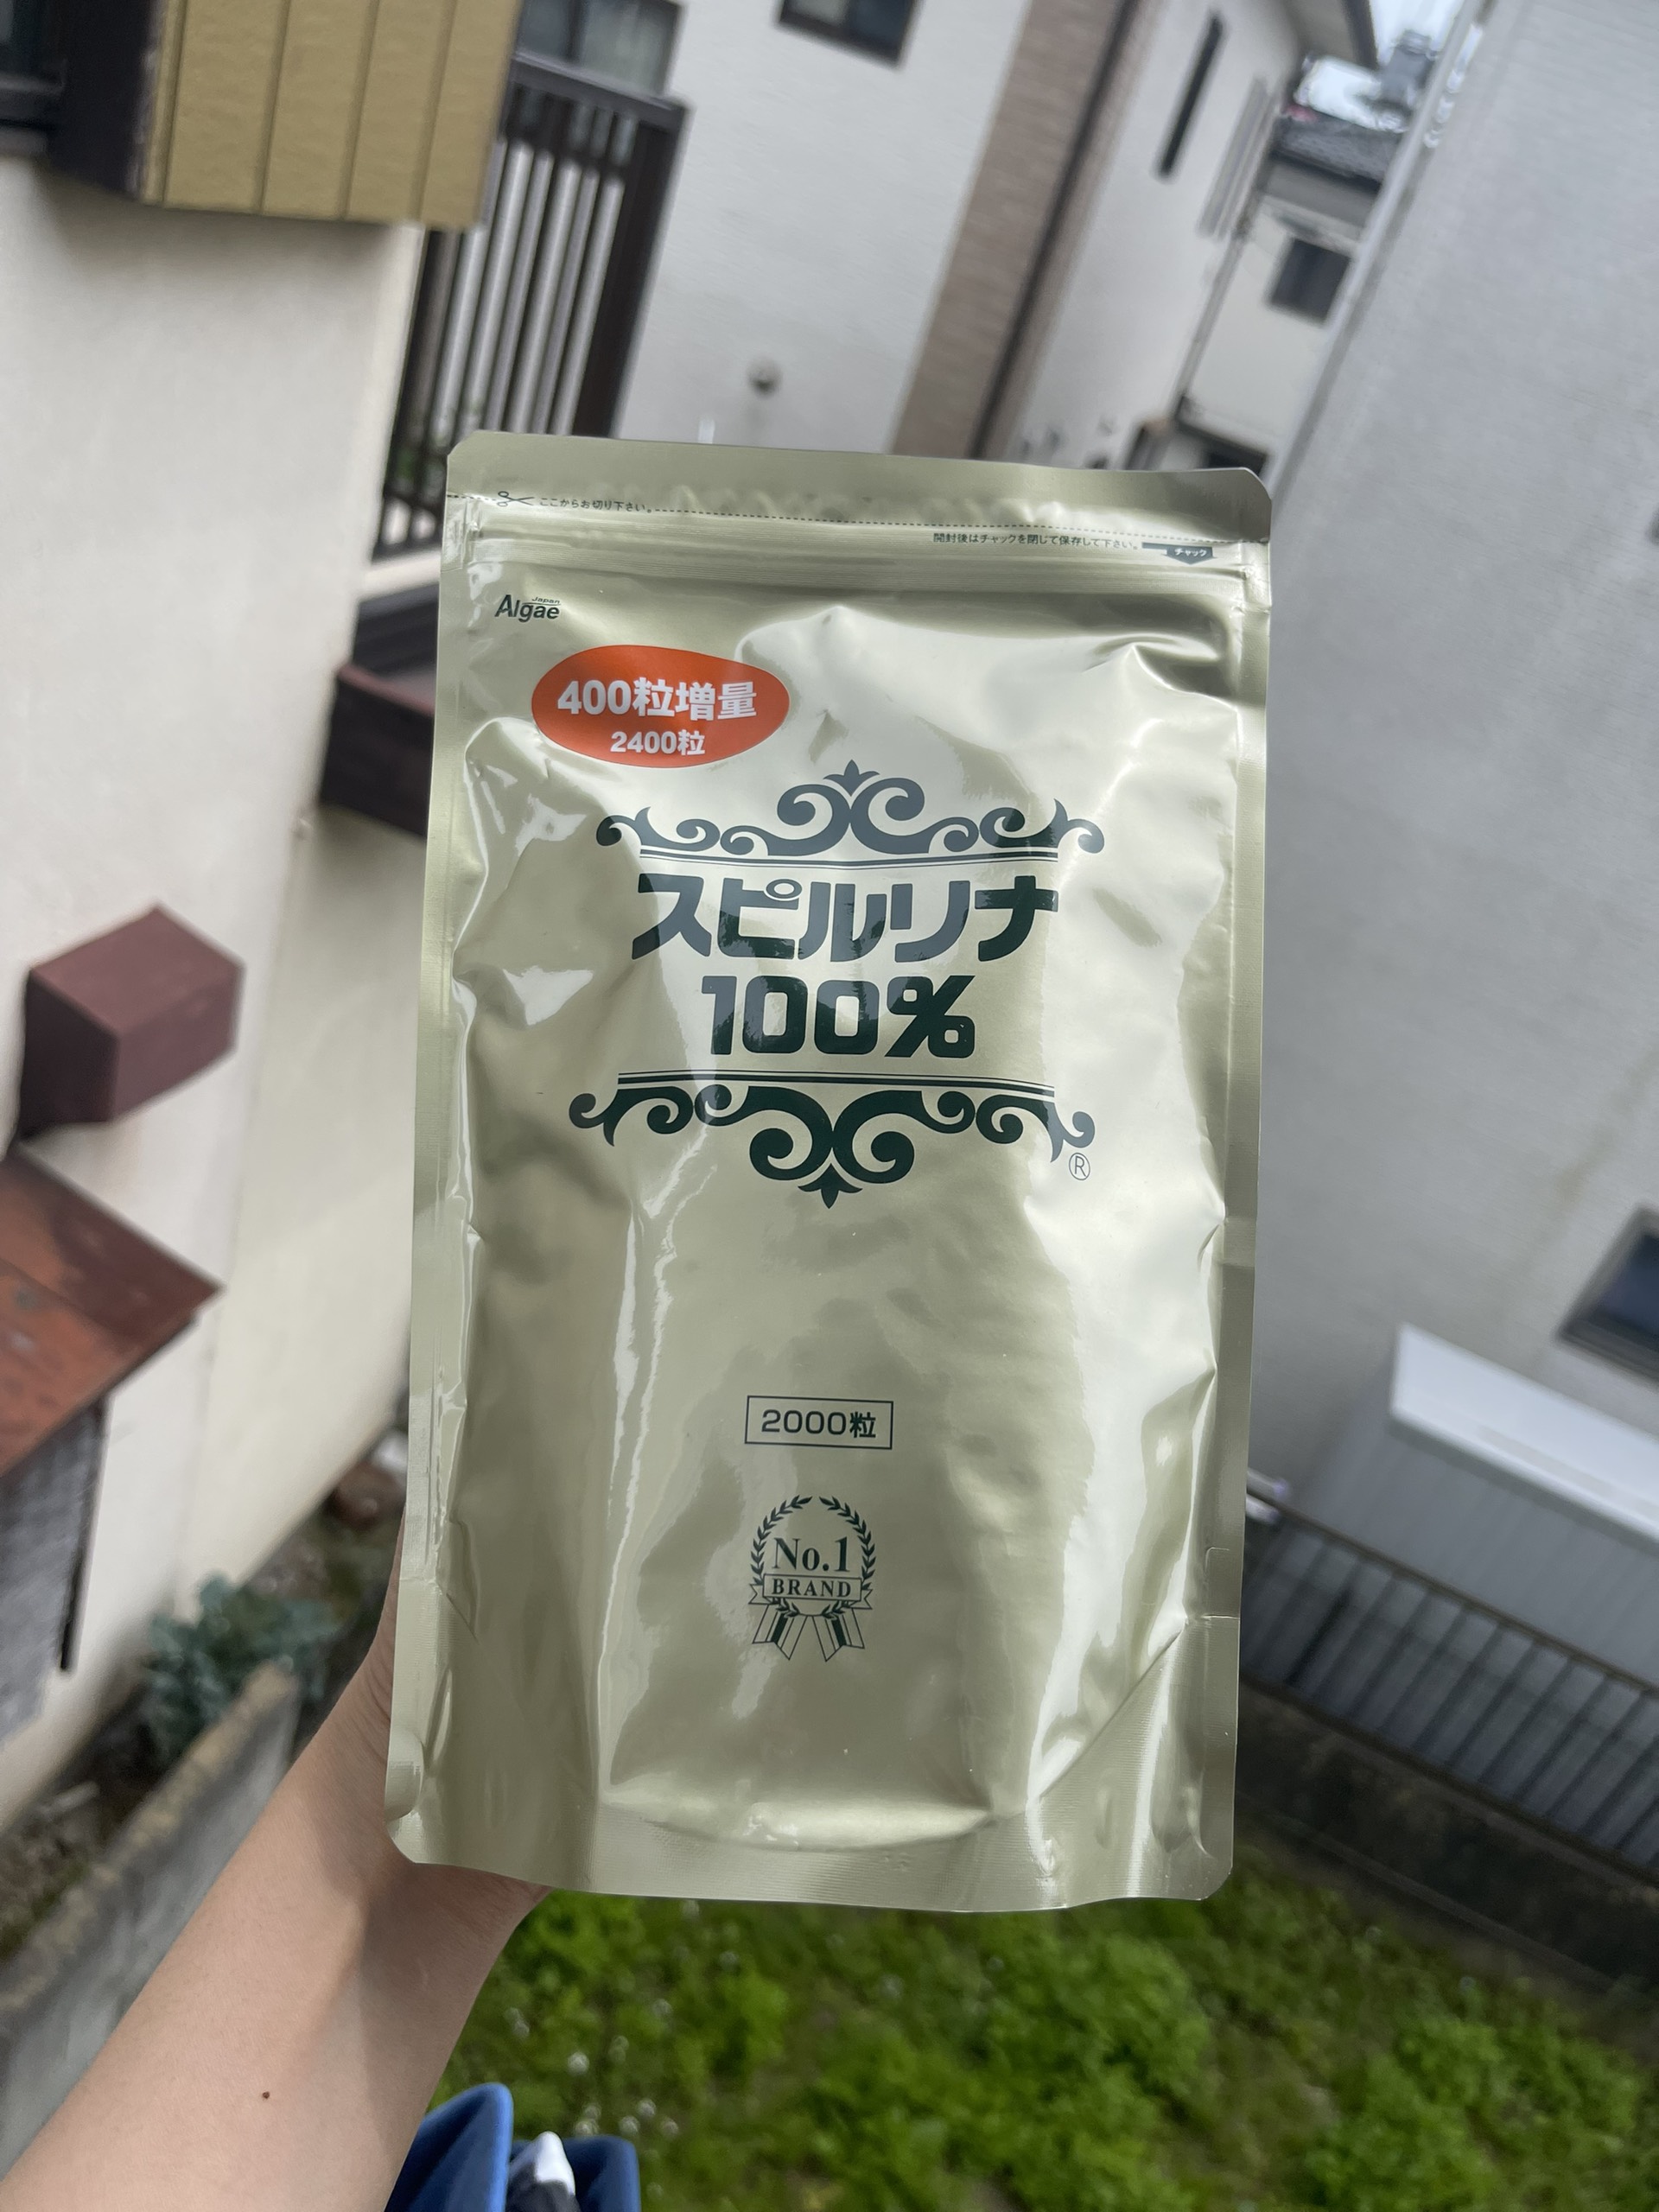 ここからお切り下さい。
開封後はチャックを閉じて保存して下さい。
チャック
Japan
Algae
400粒増量
2400粒
スピルリナ
100%
®
2000粒
No.1
BRAND